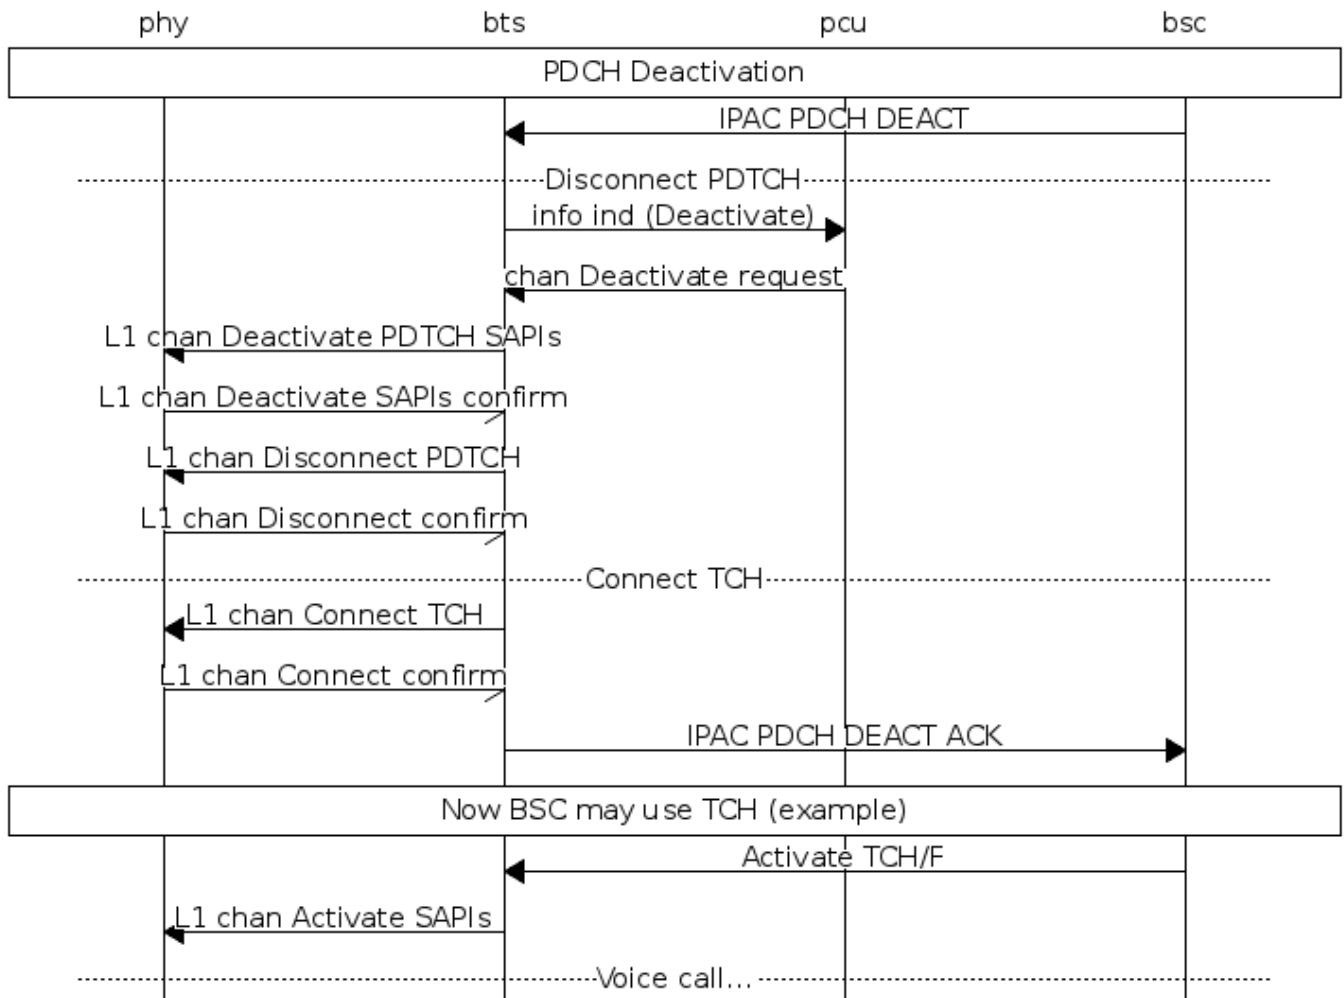 phy bts pcu bsc
PDCH Deactivation
IPAC PDCH DEACT
Disconnect PDTCH
info ind (Deactivate)
chan Deactivate request
L1 chan Deactivate PDTCH SAPIs
L1 chan Deactivate SAPIs confirm
L1 chan Disconnect PDTCH
L1 chan Disconnect confirm
Connect TCH
L1 chan Connect TCH
L1 chan Connect confirm
IPAC PDCH DEACT ACK
Now BSC may use TCH (example)
Activate TCH/F
L1 chan Activate SAPIs
Voice call...